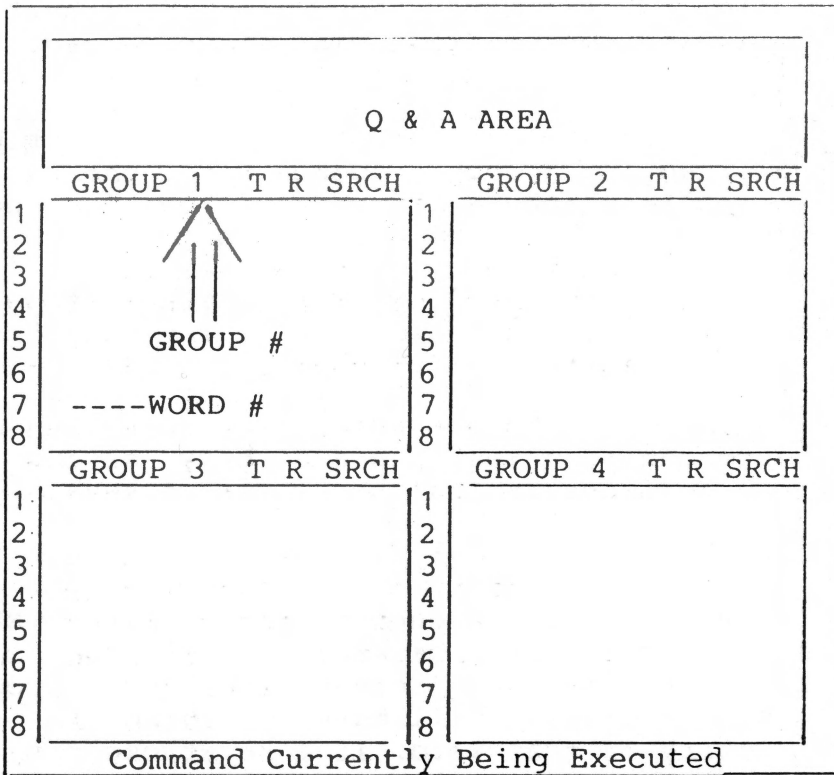 Q & A AREA
GROUP 1 T R SRCH GROUP 2 T R SRCH
1 1
2 2
3 3
4 4
5 GROUP # 5
6 6
7 ----WORD # 7
8 8
GROUP 3 T R SRCH GROUP 4 T R SRCH
1 1
2 2
3 3
4 4
5 5
6 6
7 7
8 8
Command Currently Being Executed